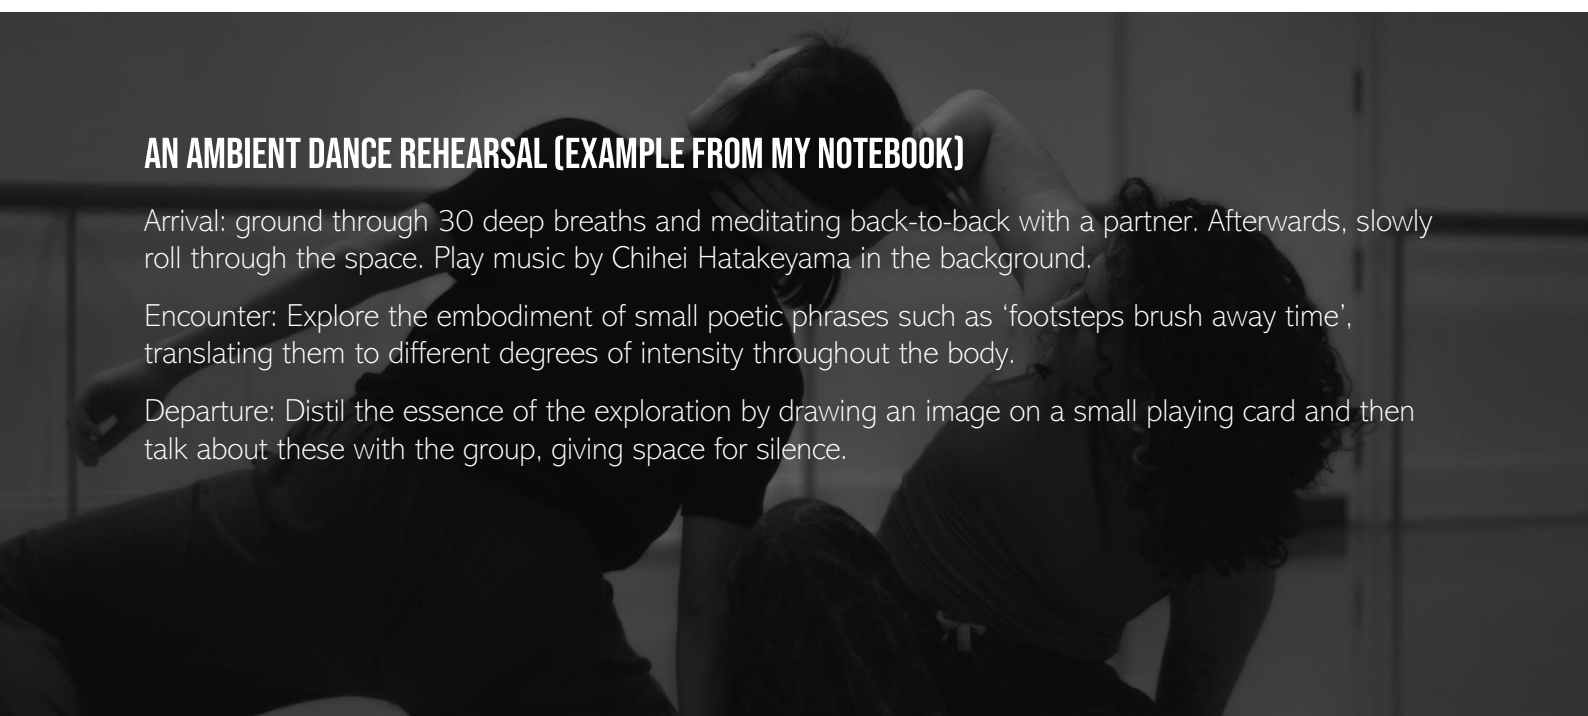 AN AMBIENT DANCE REHEARSAL (EXAMPLE FROM MY NOTEBOOK)
Arrival: ground through 30 deep breaths and meditating back-to-back with a partner. Afterwards, slowly
roll through the space. Play music by Chihei Hatakeyama in the background.
Encounter: Explore the embodiment of small poetic phrases such as ‘footsteps brush away time’,
translating them to different degrees of intensity throughout the body.
Departure: Distil the essence of the exploration by drawing an image on a small playing card and then
talk about these with the group, giving space for silence.